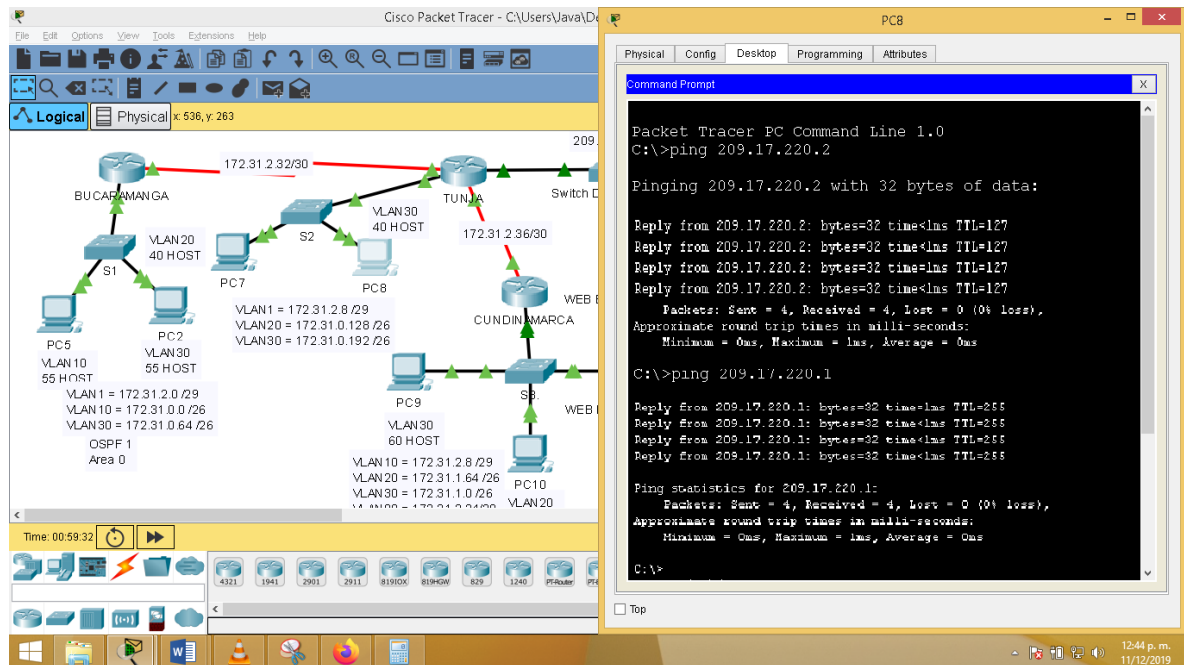 Cisco Packet Tracer - C:\Users\Java\De
File Edit Options View Tools Extensions Help
Logical Physical x: 536, y: 263
209.
172.31.2.32/30
BUCARAMANGA
TUNJA
Switch D
VLAN30
40 HOST
S2
172.31.2.36/30
VLAN20
40 HOST
S1
PC7
PC8
WEB
VLAN1 = 172.31.2.8 /29
VLAN20 = 172.31.0.128 /26
VLAN30 = 172.31.0.192 /26
CUNDINAMARCA
PC5
PC2
VLAN10
55 HOST
VLAN30
55 HOST
VLAN1 = 172.31.2.0 /29
VLAN10 = 172.31.0.0 /26
VLAN30 = 172.31.0.64 /26
OSPF 1
Area 0
PC9
S3.
WEB
VLAN30
60 HOST
VLAN10 = 172.31.2.8 /29
VLAN20 = 172.31.1.64 /26
VLAN30 = 172.31.1.0 /26
PC10
VLAN20
Time: 00:59:32
4321 1941 2901 2911 819IOX 819HGW 829 1240 PT-Router
PC8
Physical Config Desktop Programming Attributes
Command Prompt X
Packet Tracer PC Command Line 1.0
C:\>ping 209.17.220.2
Pinging 209.17.220.2 with 32 bytes of data:
Reply from 209.17.220.2: bytes=32 time<1ms TTL=127
Reply from 209.17.220.2: bytes=32 time<1ms TTL=127
Reply from 209.17.220.2: bytes=32 time=1ms TTL=127
Reply from 209.17.220.2: bytes=32 time<1ms TTL=127
Packets: Sent = 4, Received = 4, Lost = 0 (0% loss),
Approximate round trip times in milli-seconds:
Minimum = 0ms, Maximum = 1ms, Average = 0ms
C:\>ping 209.17.220.1
Reply from 209.17.220.1: bytes=32 time=1ms TTL=255
Reply from 209.17.220.1: bytes=32 time<1ms TTL=255
Reply from 209.17.220.1: bytes=32 time<1ms TTL=255
Reply from 209.17.220.1: bytes=32 time<1ms TTL=255
Ping statistics for 209.17.220.1:
Packets: Sent = 4, Received = 4, Lost = 0 (0% loss),
Approximate round trip times in milli-seconds:
Minimum = 0ms, Maximum = 1ms, Average = 0ms
C:\>
Top
12:44 p. m.
11/12/2019